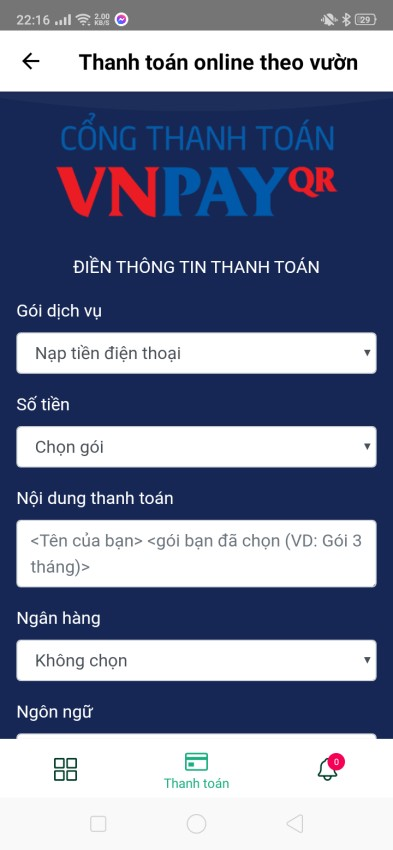 22:16
2.00
KB/S
29
Thanh toán online theo vườn
CỔNG THANH TOÁN
VNPAYQR
ĐIỀN THÔNG TIN THANH TOÁN
Gói dịch vụ
Nạp tiền điện thoại
Số tiền
Chọn gói
Nội dung thanh toán
<Tên của bạn> <gói bạn đã chọn (VD: Gói 3
tháng)>
Ngân hàng
Không chọn
Ngôn ngữ
0
Thanh toán